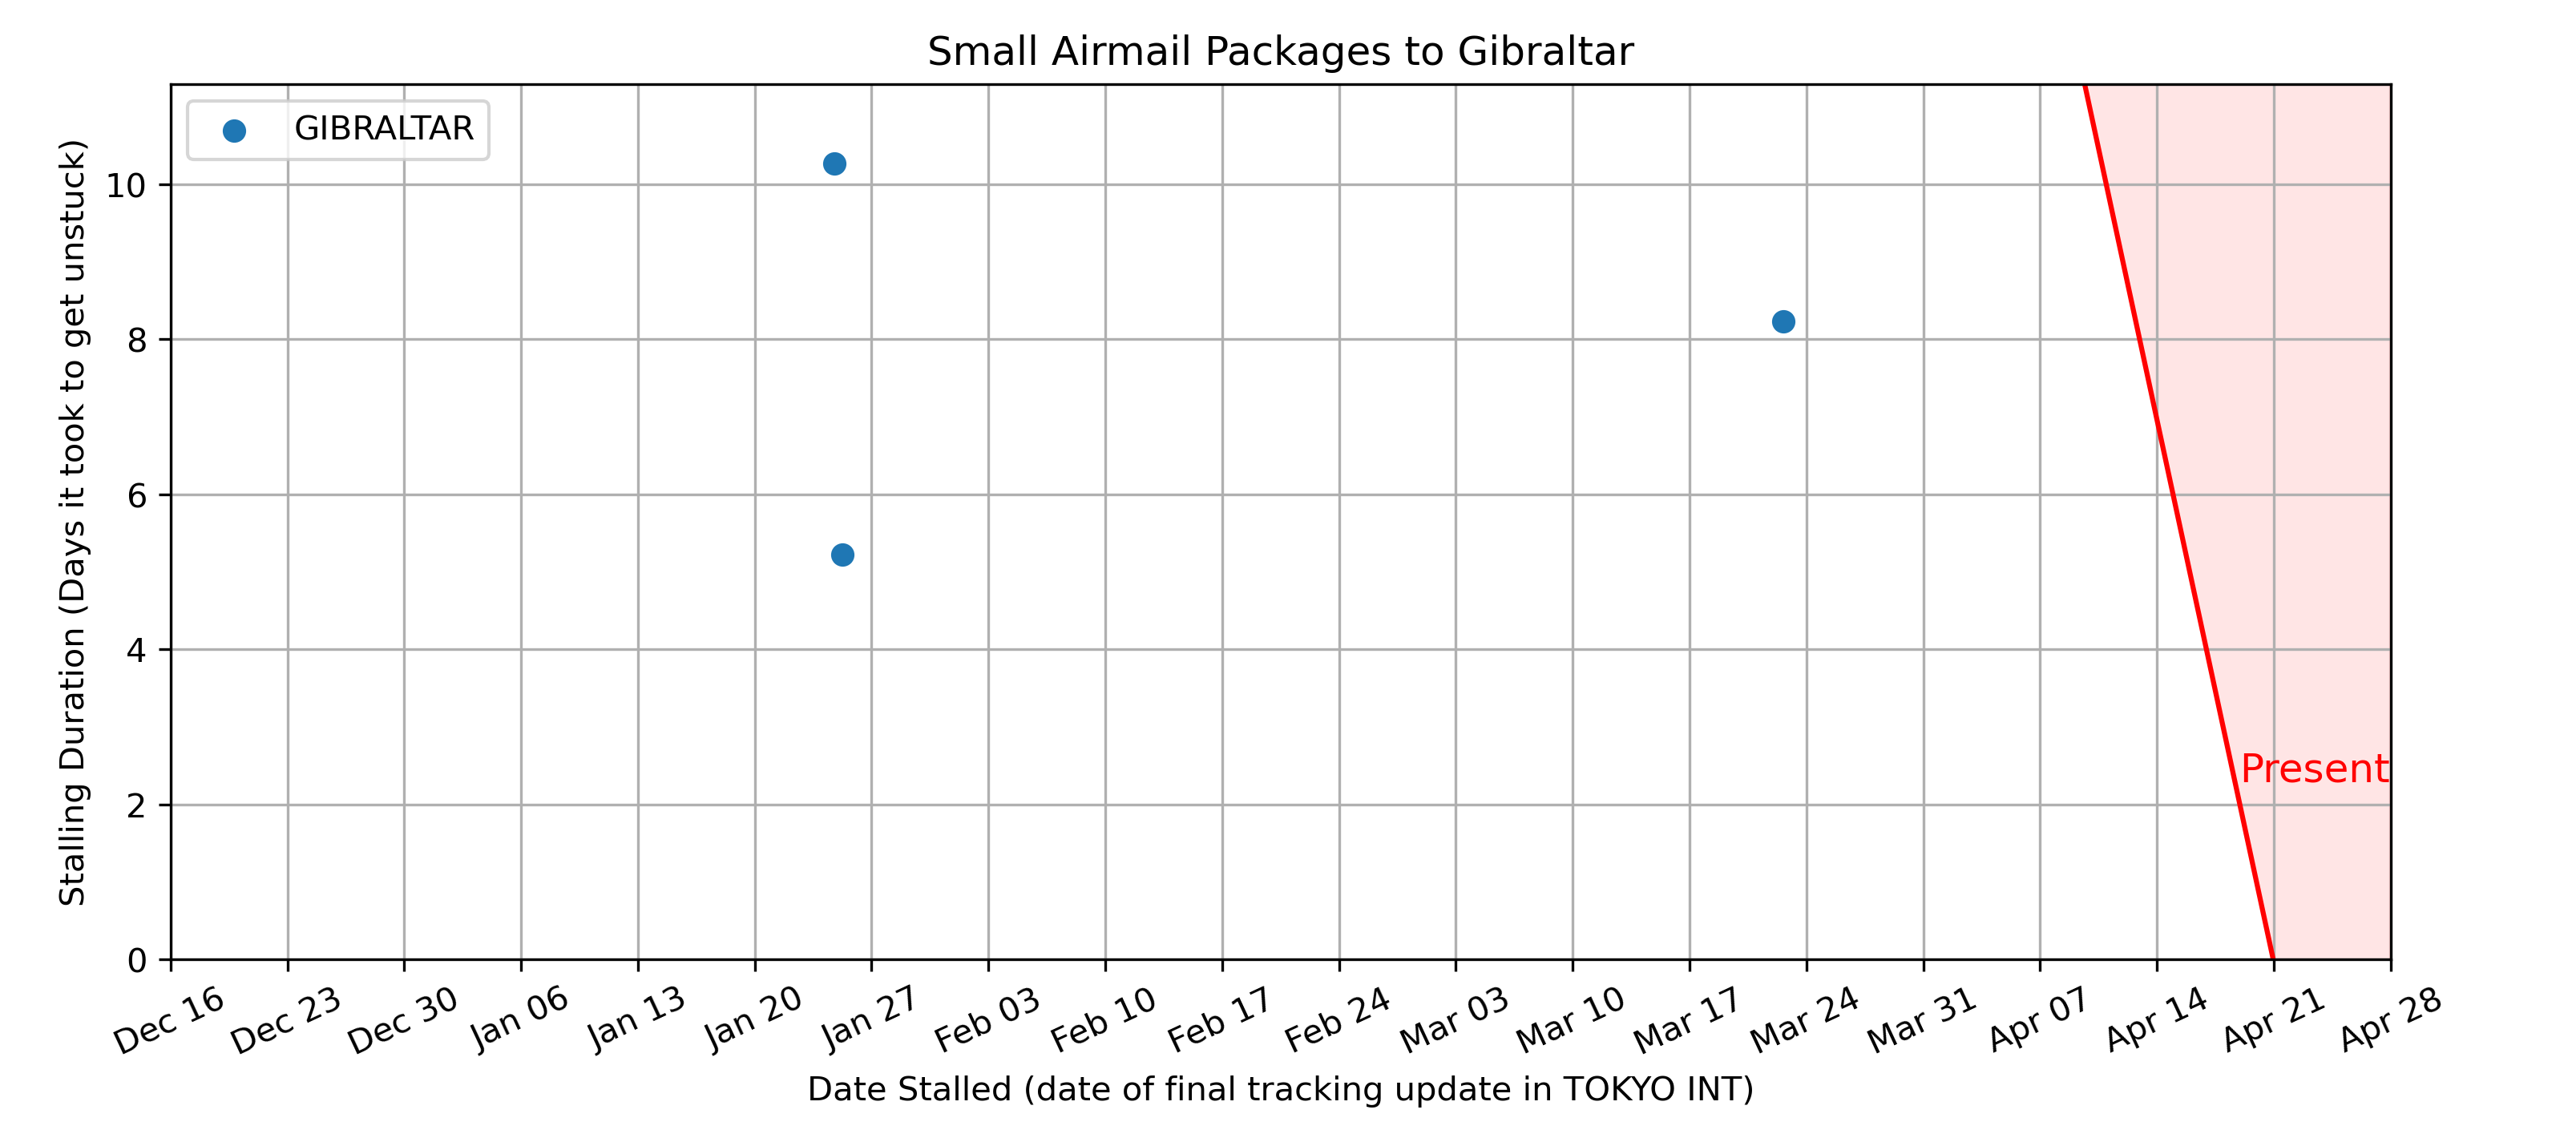 Small Airmail Packages to Gibraltar
GIBRALTAR
Stalling Duration (Days it took to get unstuck)
10
8
6
4
2
0
Dec 16 Dec 23 Dec 30 Jan 06 Jan 13 Jan 20 Jan 27 Feb 03 Feb 10 Feb 17 Feb 24 Mar 03 Mar 10 Mar 17 Mar 24 Mar 31 Apr 07 Apr 14 Apr 21 Apr 28
Present
Date Stalled (date of final tracking update in TOKYO INT)